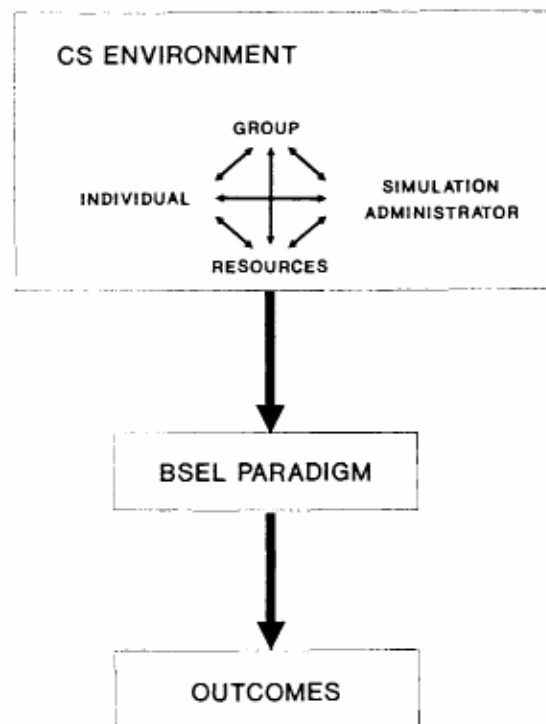 CS ENVIRONMENT
GROUP
INDIVIDUAL
SIMULATION
ADMINISTRATOR
RESOURCES
BSEL PARADIGM
OUTCOMES